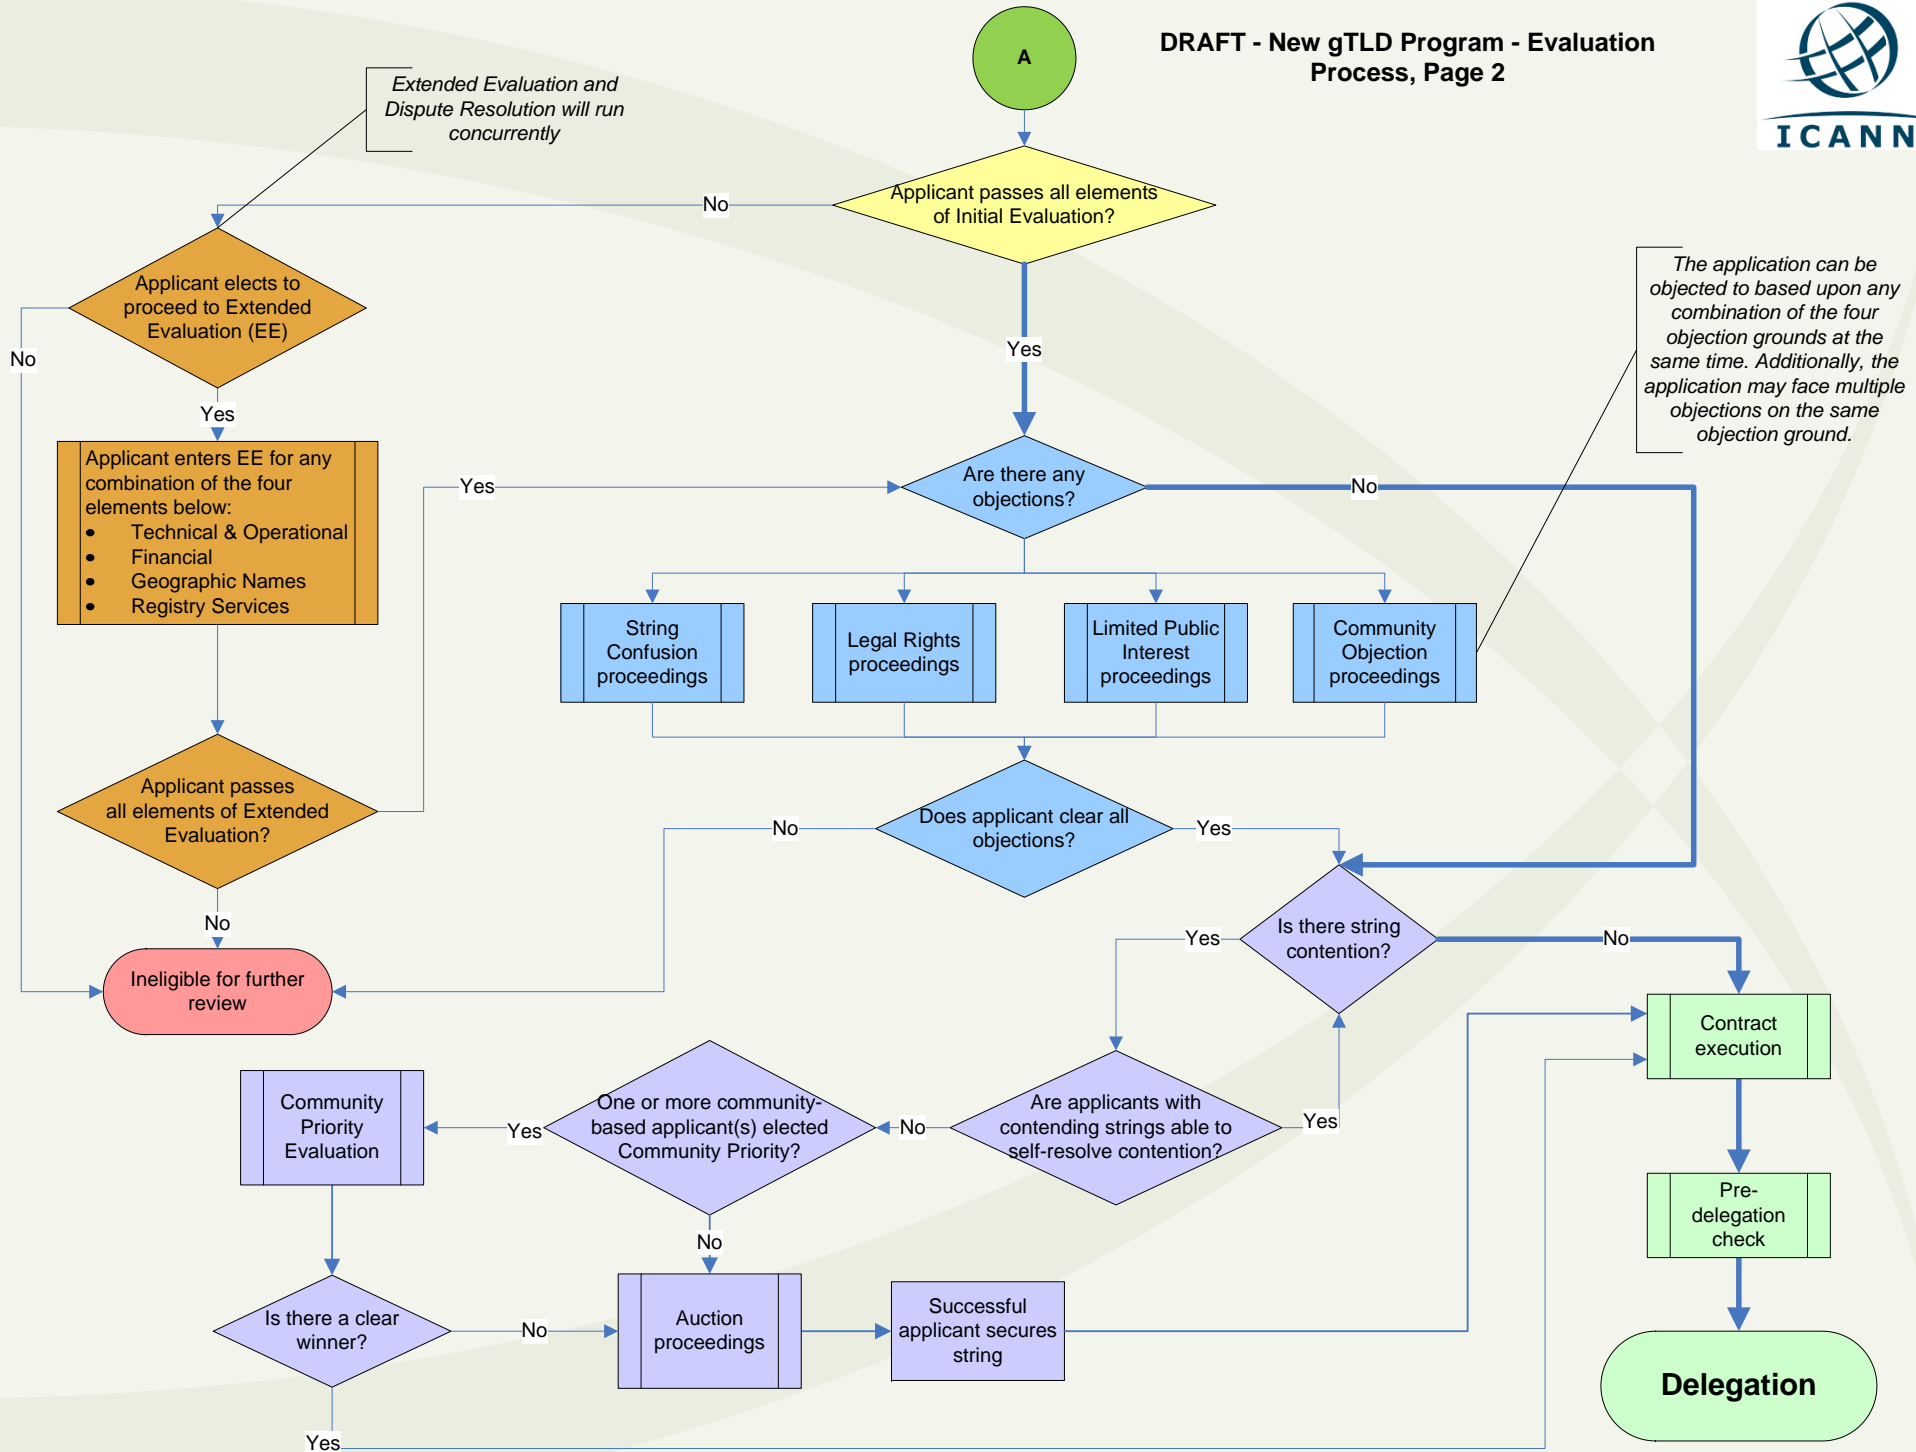 A
DRAFT - New gTLD Program - Evaluation
Process, Page 2
ICANN
Extended Evaluation and
Dispute Resolution will run
concurrently
Applicant passes all elements
of Initial Evaluation?
No
Yes
Applicant elects to
proceed to Extended
Evaluation (EE)
No
Yes
The application can be
objected to based upon any
combination of the four
objection grounds at the
same time. Additionally, the
application may face multiple
objections on the same
objection ground.
Applicant enters EE for any
combination of the four
elements below:
• Technical & Operational
• Financial
• Geographic Names
• Registry Services
Yes
Are there any
objections?
No
String
Confusion
proceedings
Legal Rights
proceedings
Limited Public
Interest
proceedings
Community
Objection
proceedings
Applicant passes
all elements of Extended
Evaluation?
No
Does applicant clear all
objections?
No
Yes
Ineligible for further
review
Is there string
contention?
Yes
No
Contract
execution
Community
Priority
Evaluation
Yes
One or more community-
based applicant(s) elected
Community Priority?
No
Are applicants with
contending strings able to
self-resolve contention?
Yes
Pre-
delegation
check
No
Is there a clear
winner?
No
Auction
proceedings
Successful
applicant secures
string
Delegation
Yes